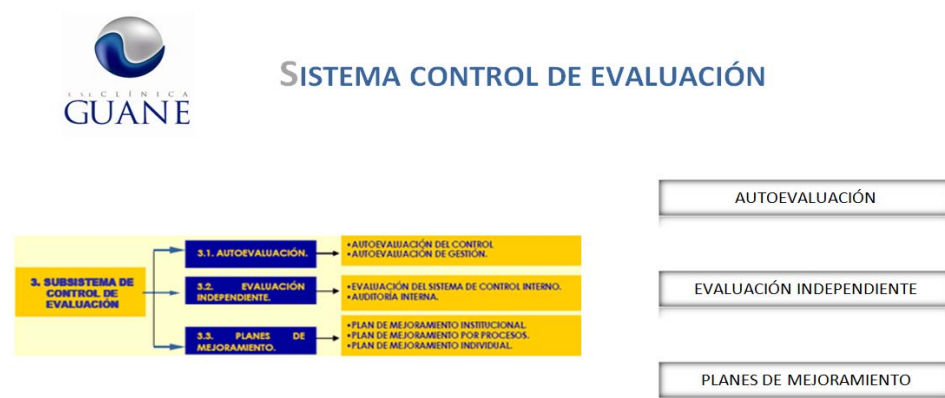 E.S.E CLÍNICA
GUANE
SISTEMA CONTROL DE EVALUACIÓN
3. SUBSISTEMA DE
CONTROL DE
EVALUACIÓN
3.1. AUTOEVALUACIÓN.
•AUTOEVALUACIÓN DEL CONTROL
•AUTOEVALUACIÓN DE GESTIÓN.
3.2. EVALUACIÓN
INDEPENDIENTE.
•EVALUACIÓN DEL SISTEMA DE CONTROL INTERNO.
•AUDITORÍA INTERNA.
3.3. PLANES DE
MEJORAMIENTO.
•PLAN DE MEJORAMIENTO INSTITUCIONAL
•PLAN DE MEJORAMIENTO POR PROCESOS.
•PLAN DE MEJORAMIENTO INDIVIDUAL.
AUTOEVALUACIÓN
EVALUACIÓN INDEPENDIENTE
PLANES DE MEJORAMIENTO